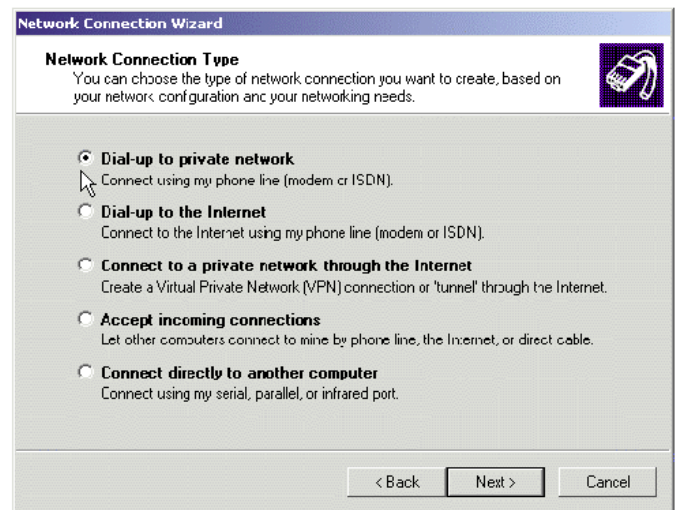 Network Connection Wizard
Network Connection Type
You can choose the type of network connection you want to create, based on
your network configuration and your networking needs.
Dial-up to private network
Connect using my phone line (modem or ISDN).
Dial-up to the Internet
Connect to the Internet using my phone line (modem or ISDN).
Connect to a private network through the Internet
Create a Virtual Private Network (VPN) connection or 'tunnel' through the Internet.
Accept incoming connections
Let other computers connect to mine by phone line, the Internet, or direct cable.
Connect directly to another computer
Connect using my serial, parallel, or infrared port.
< Back Next > Cancel